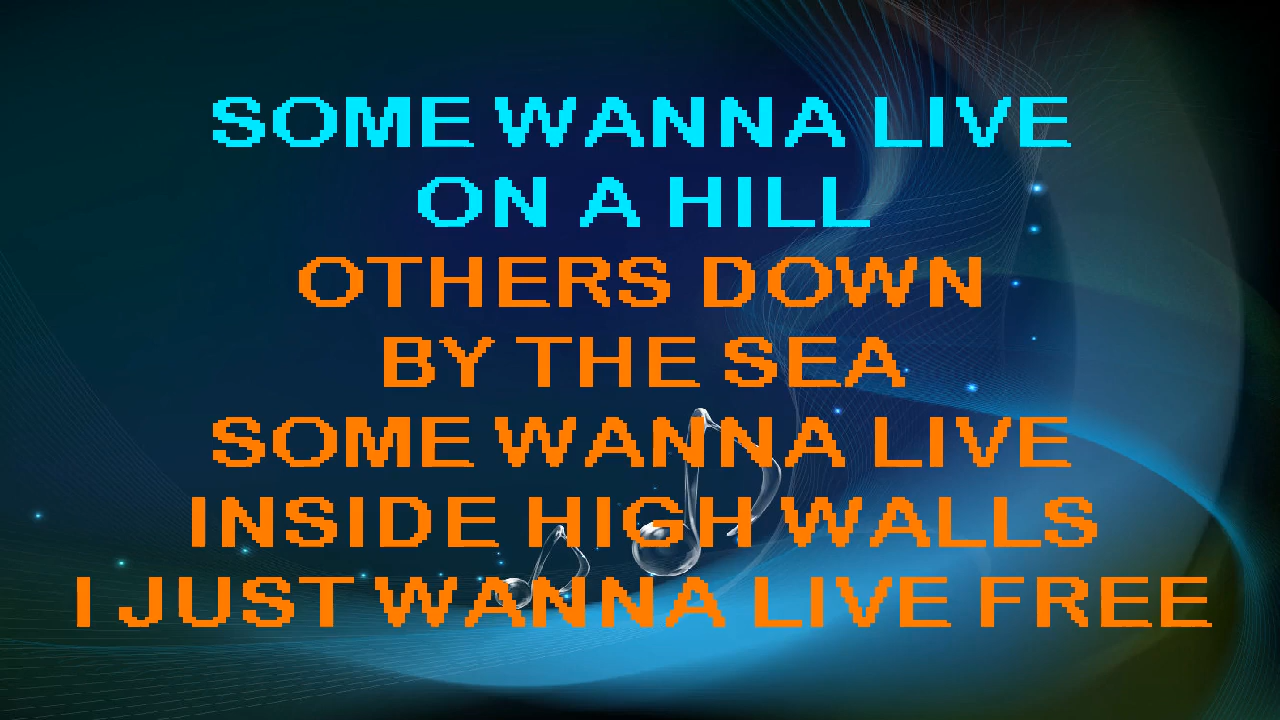 SOME WANNA LIVE
ON A HILL
OTHERS DOWN
BY THE SEA
SOME WANNA LIVE
INSIDE HIGH WALLS
I JUST WANNA LIVE FREE